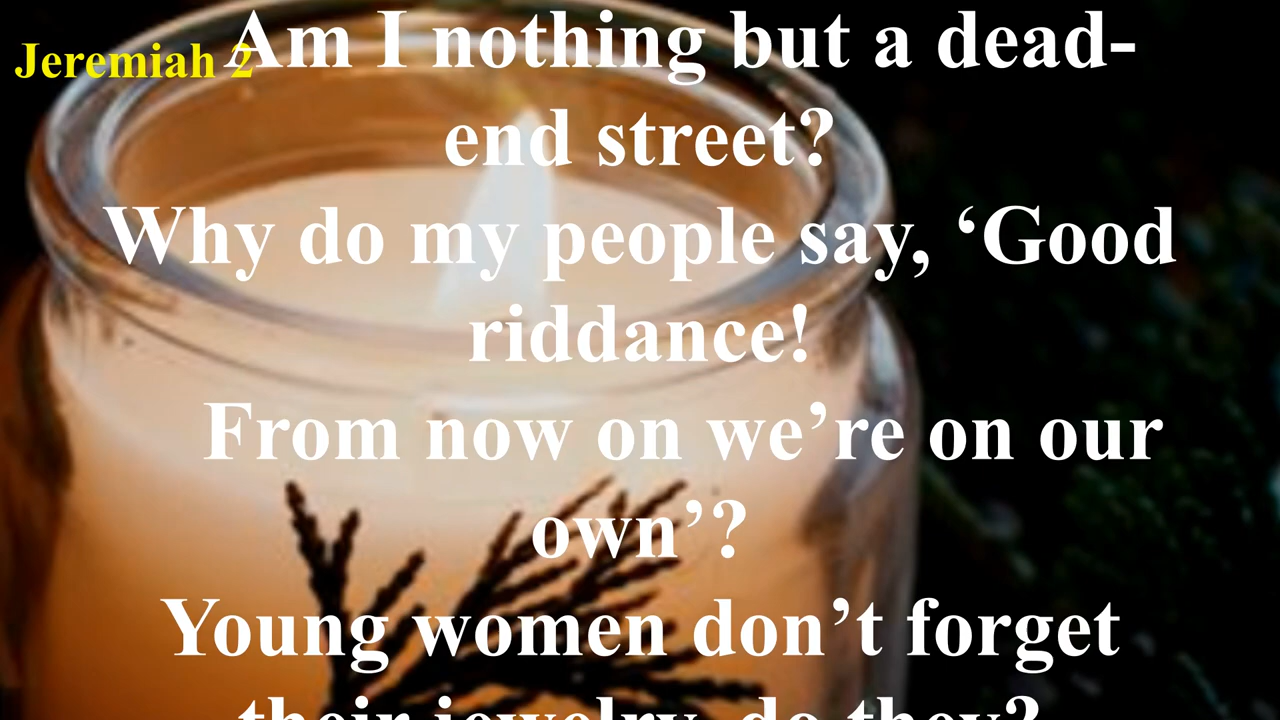 Jeremiah 2
Am I nothing but a dead-
end street?
Why do my people say, ‘Good
riddance!
From now on we’re on our
own’?
Young women don’t forget
their jewelry, do they?